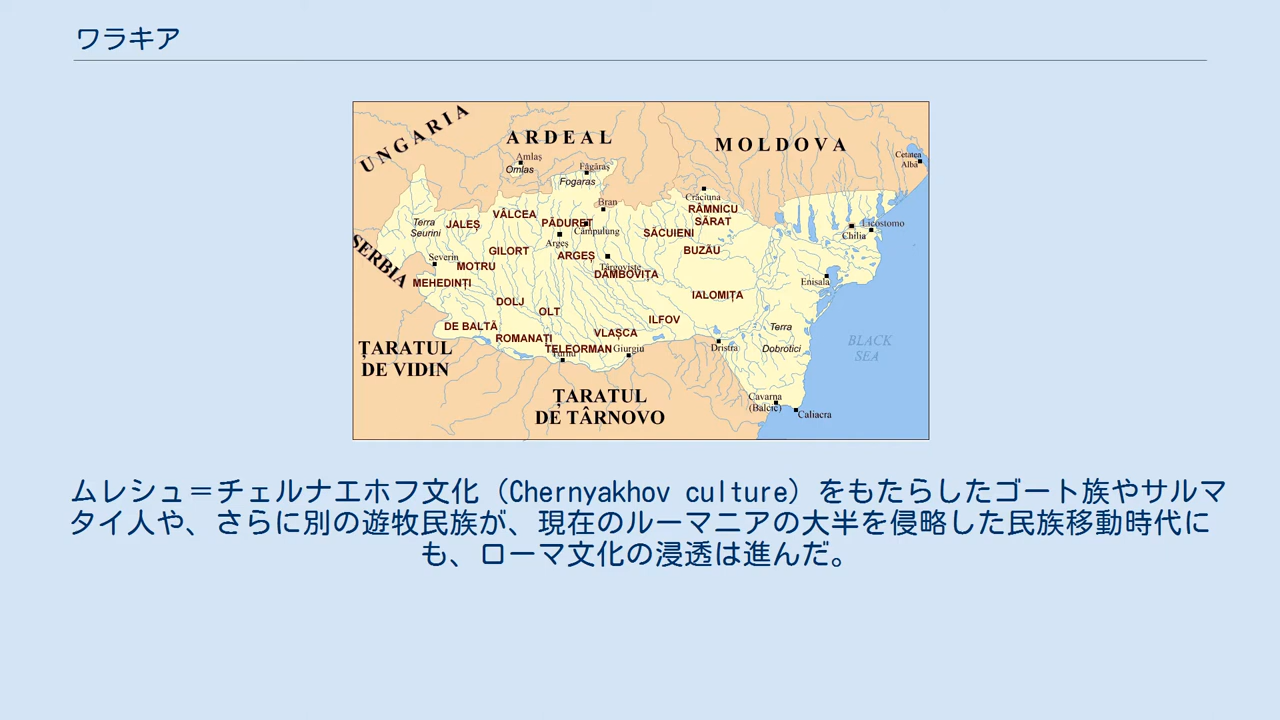 ワラキア
UNGARIA
ARDEAL
MOLDOVA
Cetatea
Albă
Amlaș
Omlas
Făgăraș
Fogaras
Bran
Crăciuna
RÂMNICU
SĂRAT
VÂLCEA
PĂDUREȚ
Câmpulung
Terra
Seurini
JALEȘ
SĂCUIENI
Licostomo
Chilia
Argeș
GILORT
ARGEȘ
BUZĂU
SERBIA
Severin
MOTRU
Târgoviște
DÂMBOVIȚA
MEHEDINȚI
Enisala
IALOMIȚA
DOLJ
OLT
ILFOV
DE BALTĂ
ROMANAȚI
VLAȘCA
Terra
Dobrotici
TELEORMAN
Giurgiu
Turnu
Dristra
BLACK
SEA
ȚARATUL
DE VIDIN
ȚARATUL
DE TÂRNOVO
Cavarna
(Balcic)
Caliacra
ムレシュ＝チェルナエホフ文化（Chernyakhov culture）をもたらしたゴート族やサルマ
タイ人や、さらに別の遊牧民族が、現在のルーマニアの大半を侵略した民族移動時代に
も、ローマ文化の浸透は進んだ。